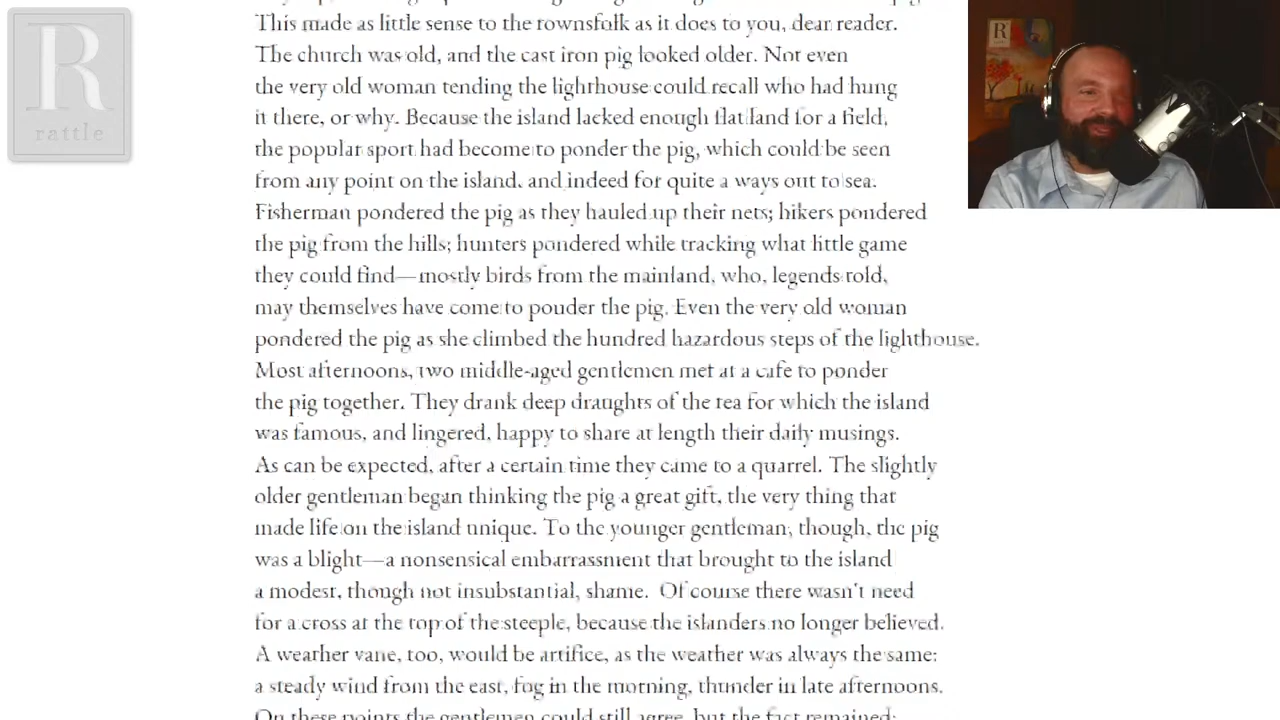 R
rattle
R
This made as little sense to the townsfolk as it does to you, dear reader.
The church was old, and the cast iron pig looked older. Not even
the very old woman tending the lighthouse could recall who had hung
it there, or why. Because the island lacked enough flat land for a field,
the popular sport had become to ponder the pig, which could be seen
from any point on the island, and indeed for quite a ways out to sea.
Fisherman pondered the pig as they hauled up their nets; hikers pondered
the pig from the hills; hunters pondered while tracking what little game
they could find—mostly birds from the mainland, who, legends told,
may themselves have come to ponder the pig. Even the very old woman
pondered the pig as she climbed the hundred hazardous steps of the lighthouse.
Most afternoons, two middle-aged gentlemen met at a cafe to ponder
the pig together. They drank deep draughts of the tea for which the island
was famous, and lingered, happy to share at length their daily musings.
As can be expected, after a certain time they came to a quarrel. The slightly
older gentleman began thinking the pig a great gift, the very thing that
made life on the island unique. To the younger gentleman, though, the pig
was a blight—a nonsensical embarrassment that brought to the island
a modest, though not insubstantial, shame. Of course there wasn't need
for a cross at the top of the steeple, because the islanders no longer believed.
A weather vane, too, would be artifice, as the weather was always the same:
a steady wind from the east, fog in the morning, thunder in late afternoons.
On these points the gentlemen could still agree, but the fact remained: